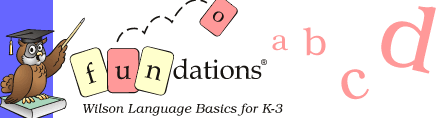 o
fundations®
a b c d
Wilson Language Basics for K-3